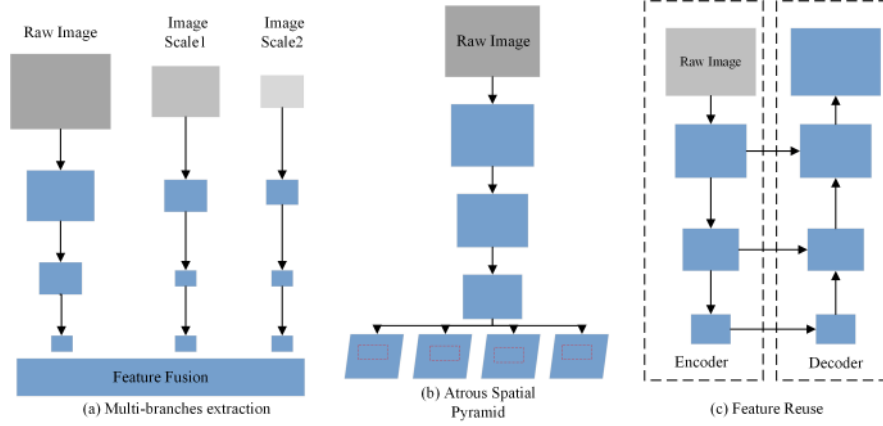 Raw Image
Image
Scale1
Image
Scale2
Feature Fusion
(a) Multi-branches extraction
Raw Image
(b) Atrous Spatial
Pyramid
Raw Image
Encoder
Decoder
(c) Feature Reuse